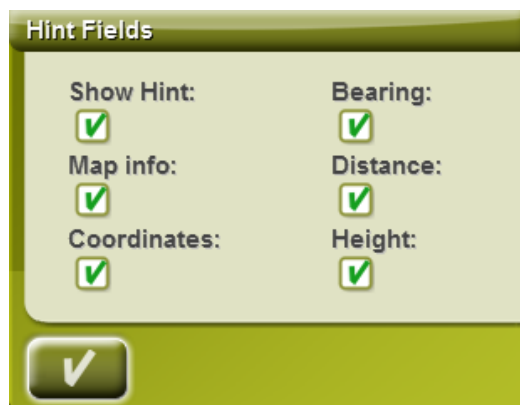 Hint Fields
Show Hint:
Bearing:
Map info:
Distance:
Coordinates:
Height: